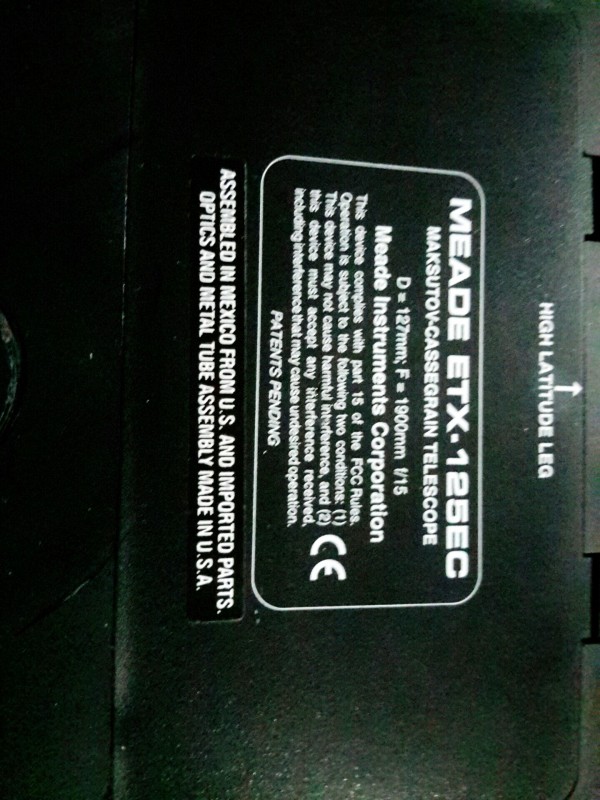 HIGH LATITUDE LEG
MEADE ETX-125EC
MAKSUTOV-CASSEGRAIN TELESCOPE
D = 127mm; F = 1900mm f/15
Meade Instruments Corporation
This device complies with part 15 of the FCC Rules.
Operation is subject to the following two conditions: (1)
This device may not cause harmful interference, and (2)
this device must accept any interference received,
including interference that may cause undesired operation.
PATENTS PENDING
CE
ASSEMBLED IN MEXICO FROM U.S. AND IMPORTED PARTS.
OPTICS AND METAL TUBE ASSEMBLY MADE IN U.S.A.